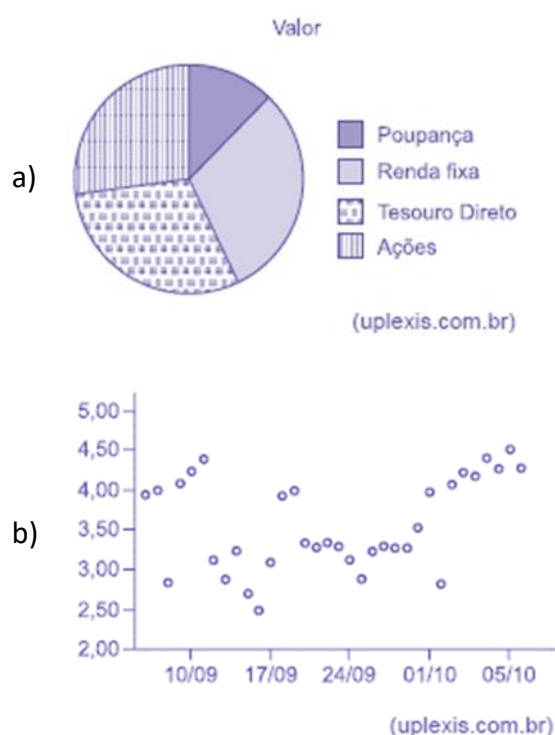 Valor
a)
Poupança
Renda fixa
Tesouro Direto
Ações
(uplexis.com.br)
b)
5,00
4,50
4,00
3,50
3,00
2,50
2,00
10/09 17/09 24/09 01/10 05/10
(uplexis.com.br)